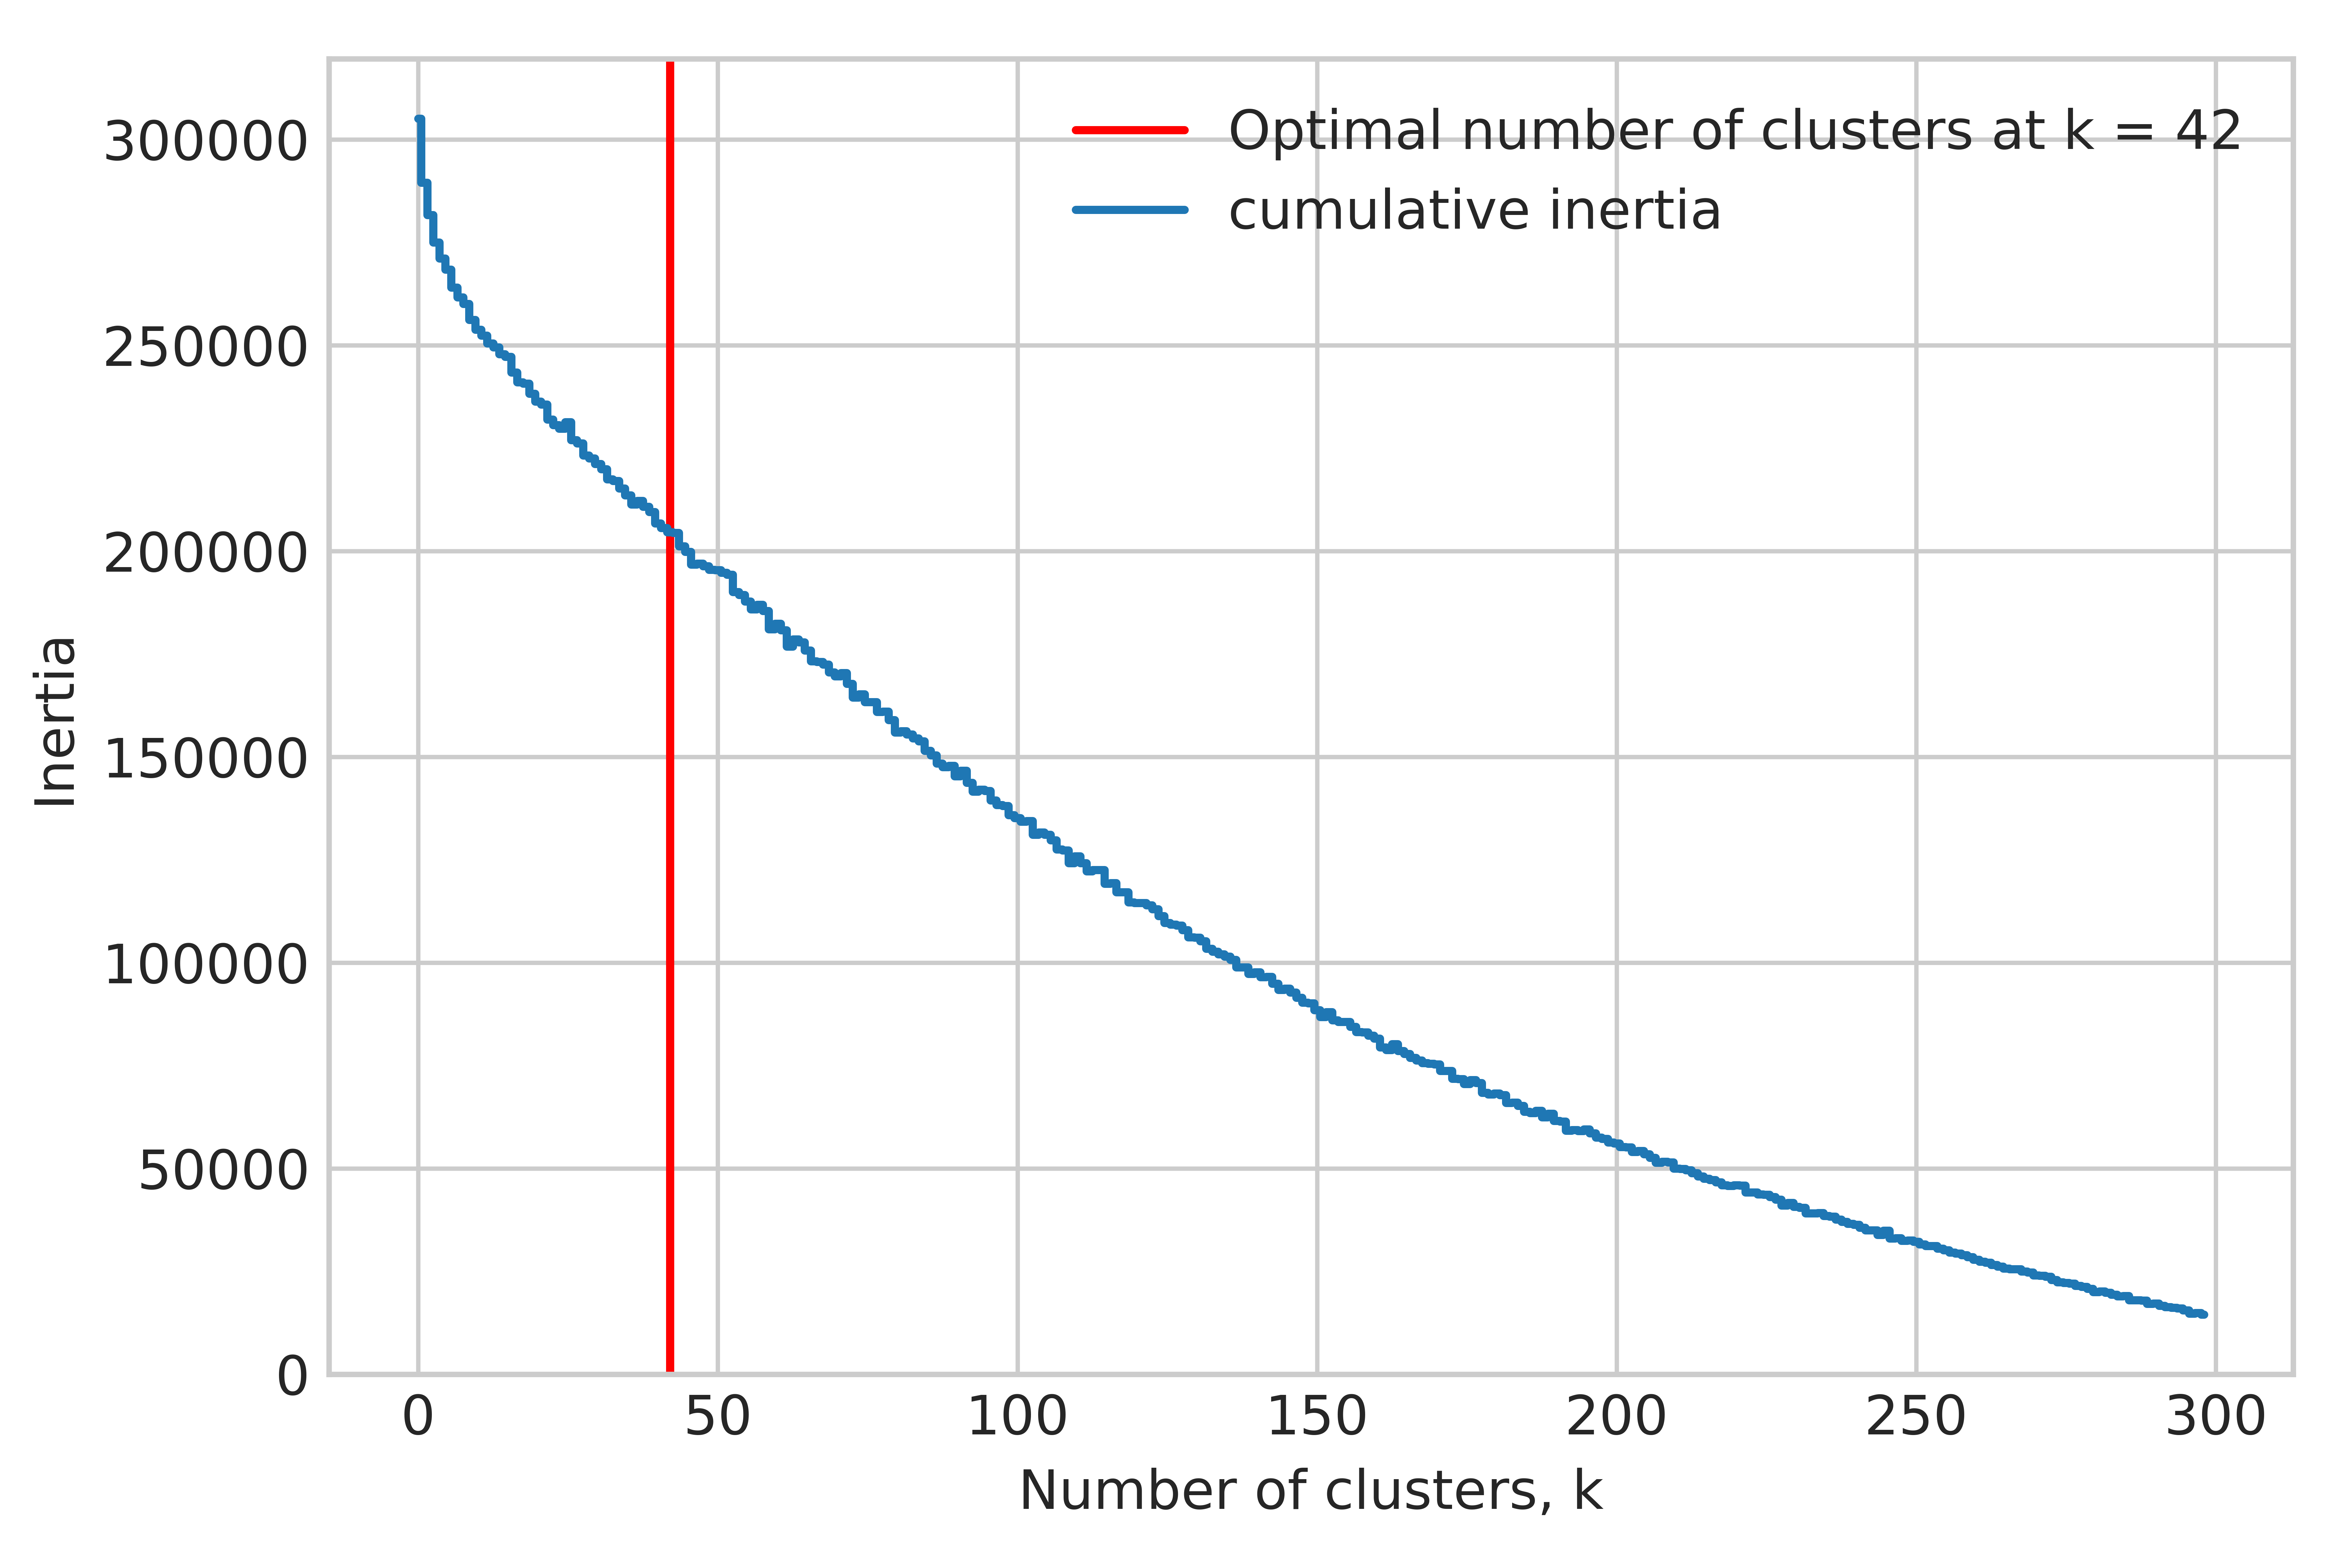 Optimal number of clusters at k = 42
cumulative inertia
300000
250000
200000
150000
100000
50000
0
Inertia
0 50 100 150 200 250 300
Number of clusters, k